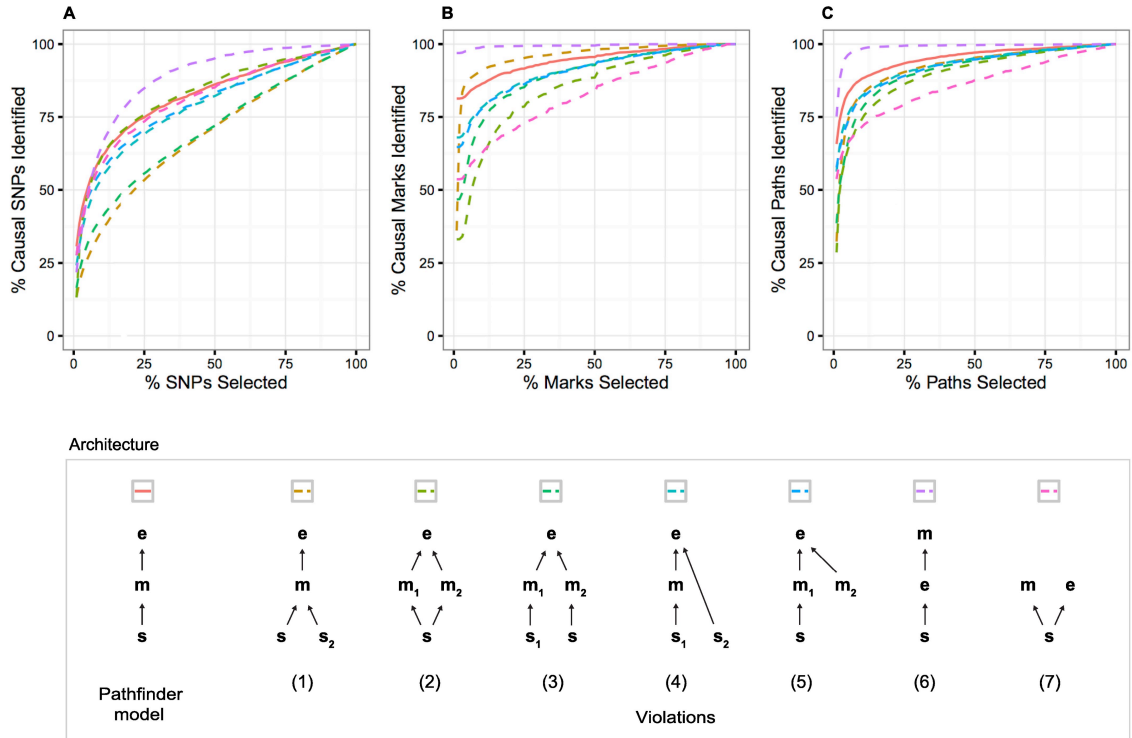 A
B
C
% Causal SNPs Identified
100
75
50
25
0
0 25 50 75 100
% SNPs Selected
% Causal Marks Identified
100
75
50
25
0
0 25 50 75 100
% Marks Selected
% Causal Paths Identified
100
75
50
25
0
0 25 50 75 100
% Paths Selected
Architecture
e e e e e e m
m m m₁ m₂ m₁ m₂ m m₁ m₂ e m e
s s s₂ s s₁ s s₁ s₂ s s s
(1) (2) (3) (4) (5) (6) (7)
Pathfinder
model
Violations